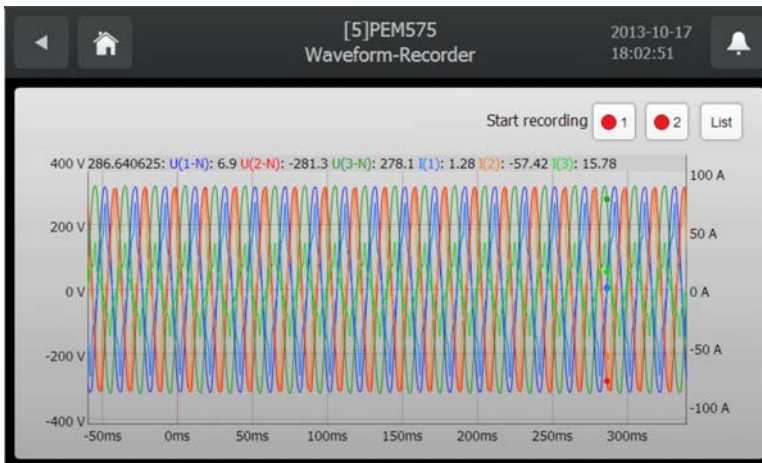 [5]PEM575
Waveform-Recorder
2013-10-17
18:02:51
Start recording 1 2 List
400 V 286.640625: U(1-N): 6.9 U(2-N): -281.3 U(3-N): 278.1 I(1): 1.28 I(2): -57.42 I(3): 15.78
100 A
200 V
50 A
0 V
0 A
-200 V
-50 A
-400 V
-100 A
-50ms 0ms 50ms 100ms 150ms 200ms 250ms 300ms